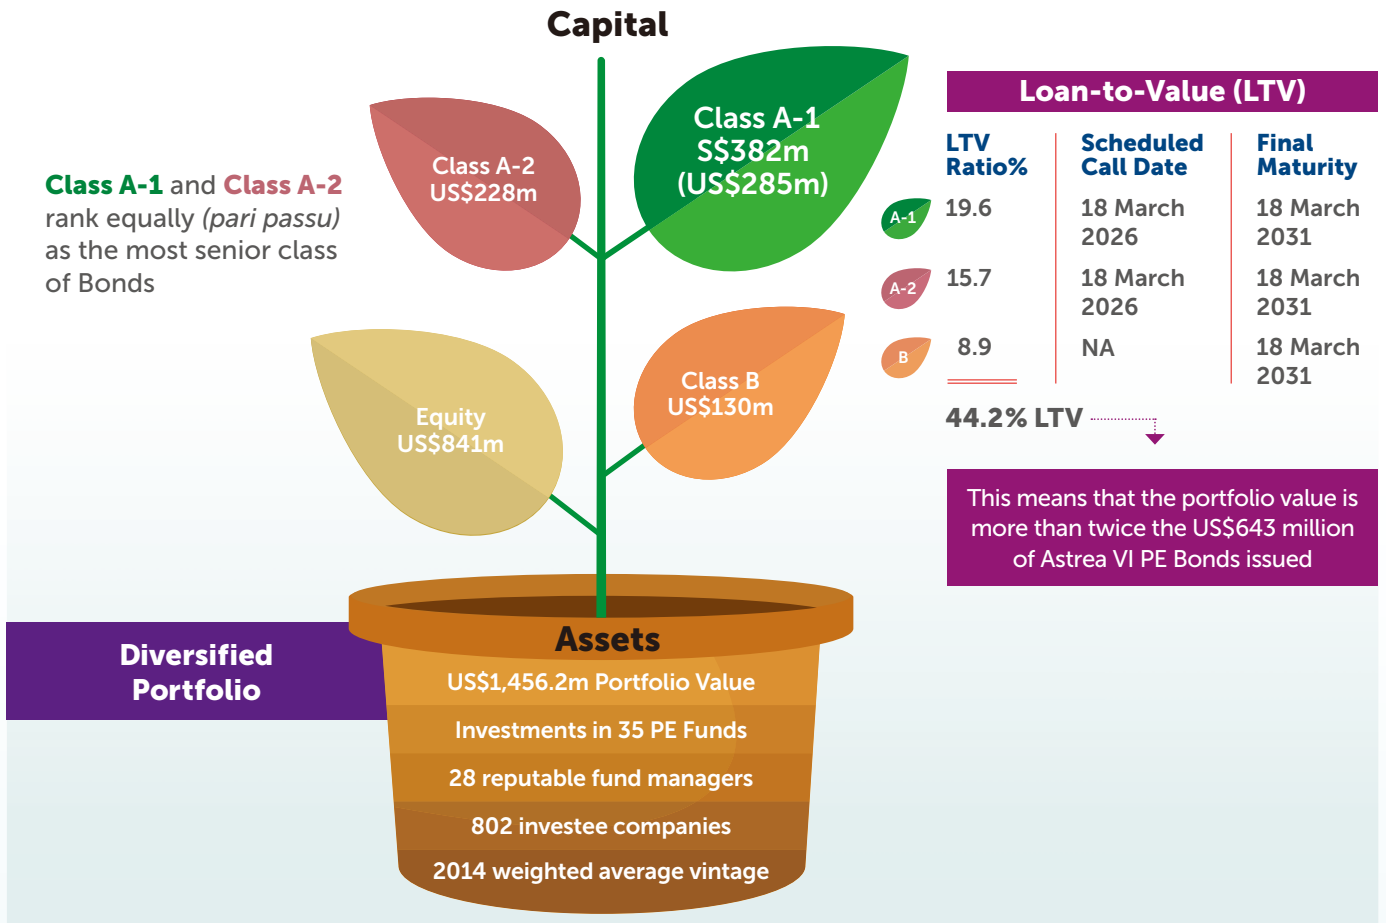 Capital
Class A-1
S$382m
(US$285m)
Class A-2
US$228m
Class A-1 and Class A-2
rank equally (pari passu)
as the most senior class
of Bonds
Equity
US$841m
Class B
US$130m
Loan-to-Value (LTV)
LTV
Ratio%
Scheduled
Call Date
Final
Maturity
A-1
19.6
18 March
2026
18 March
2031
A-2
15.7
18 March
2026
18 March
2031
B
8.9
NA
18 March
2031
44.2% LTV
This means that the portfolio value is
more than twice the US$643 million
of Astrea VI PE Bonds issued
Diversified
Portfolio
Assets
US$1,456.2m Portfolio Value
Investments in 35 PE Funds
28 reputable fund managers
802 investee companies
2014 weighted average vintage